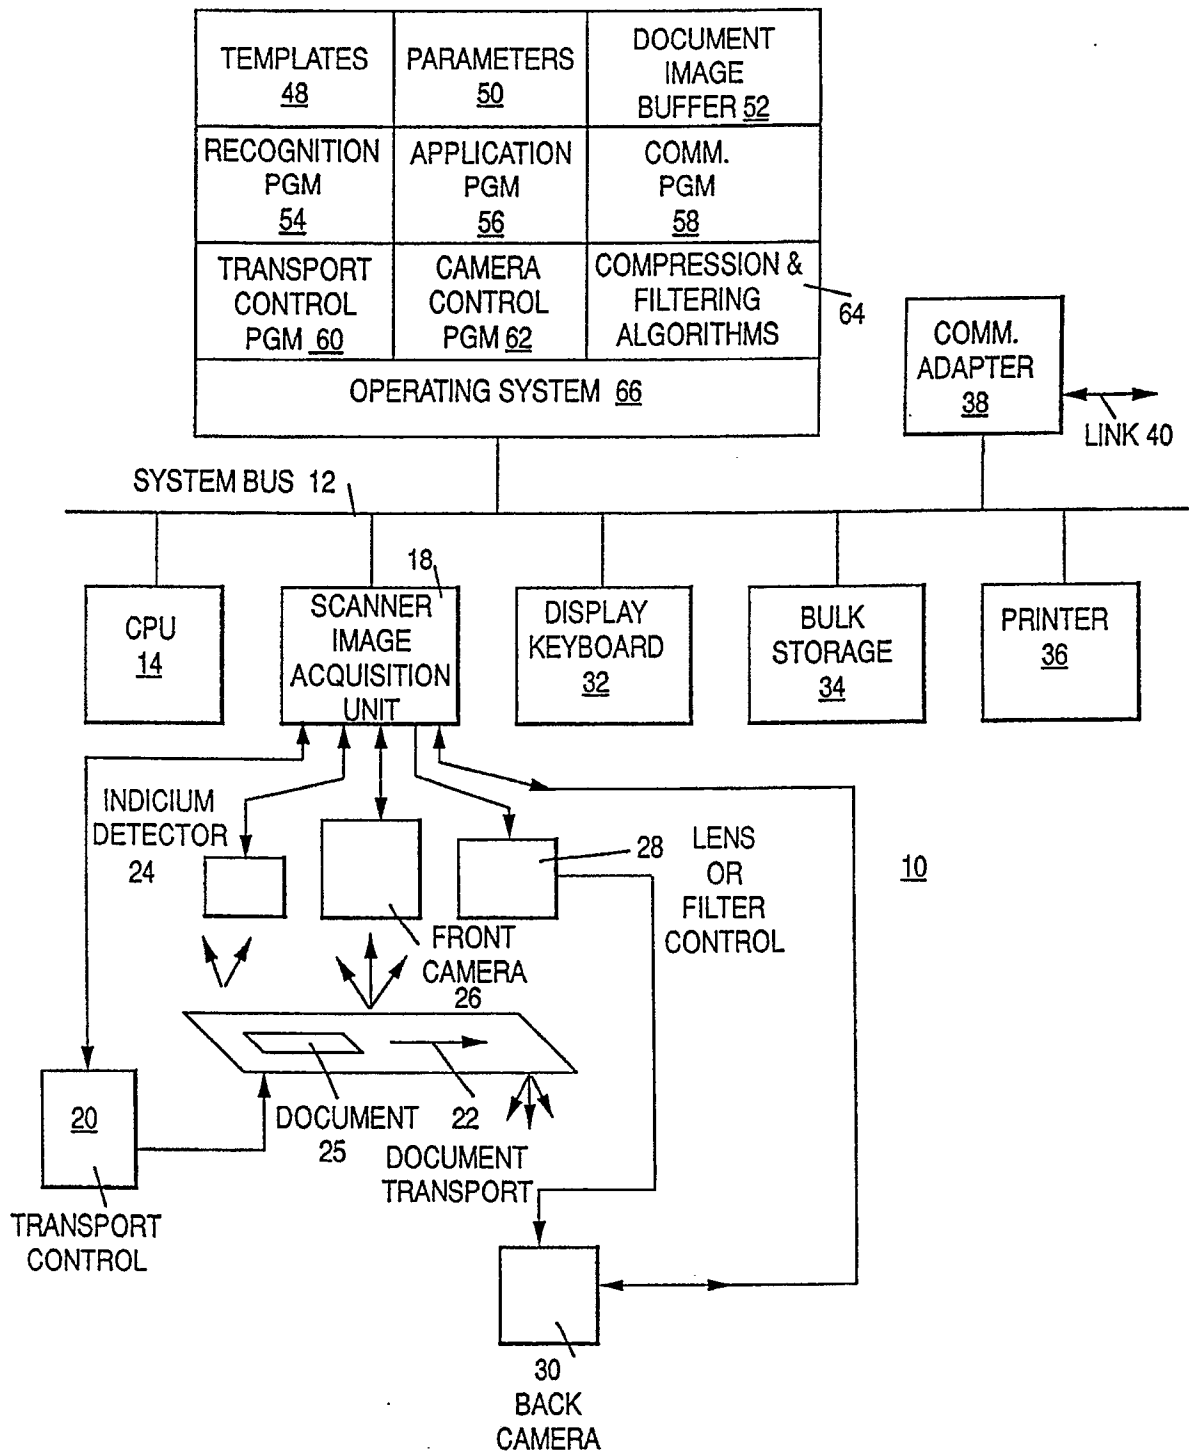 TEMPLATES
48
PARAMETERS
50
DOCUMENT
IMAGE
BUFFER 52
RECOGNITION
PGM
54
APPLICATION
PGM
56
COMM.
PGM
58
TRANSPORT
CONTROL
PGM 60
CAMERA
CONTROL
PGM 62
COMPRESSION &
FILTERING
ALGORITHMS
64
OPERATING SYSTEM 66
COMM.
ADAPTER
38
LINK 40
SYSTEM BUS 12
CPU
14
18
SCANNER
IMAGE
ACQUISITION
UNIT
DISPLAY
KEYBOARD
32
BULK
STORAGE
34
PRINTER
36
INDICIUM
DETECTOR
24
28
LENS
OR
FILTER
CONTROL
10
FRONT
CAMERA
26
20
TRANSPORT
CONTROL
DOCUMENT
25
22
DOCUMENT
TRANSPORT
30
BACK
CAMERA